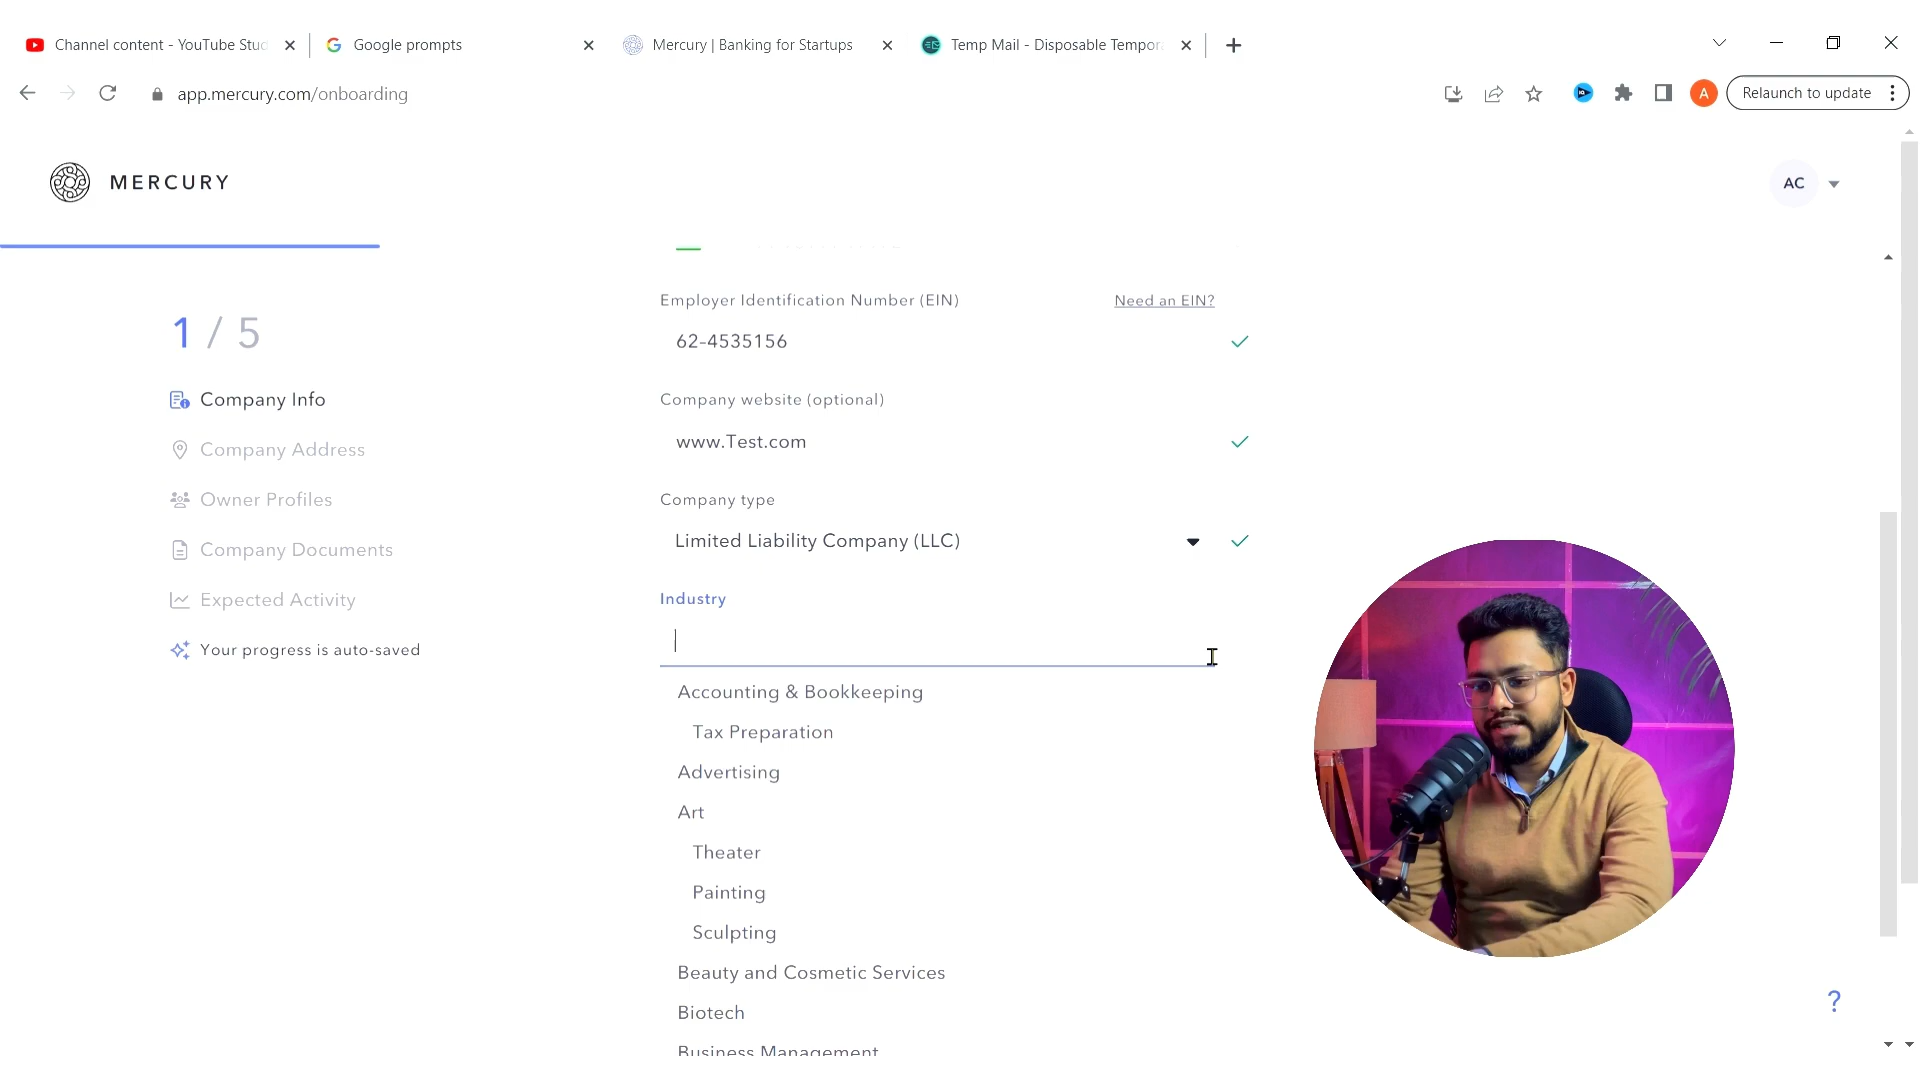 Channel content - YouTube Stud
Google prompts
Mercury | Banking for Startups
Temp Mail - Disposable Tempora
app.mercury.com/onboarding
A
Relaunch to update
MERCURY
AC
1 / 5
Company Info
Company Address
Owner Profiles
Company Documents
Expected Activity
Your progress is auto-saved
Employer Identification Number (EIN)
Need an EIN?
62-4535156
Company website (optional)
www.Test.com
Company type
Limited Liability Company (LLC)
Industry
Accounting & Bookkeeping
Tax Preparation
Advertising
Art
Theater
Painting
Sculpting
Beauty and Cosmetic Services
Biotech
Business Management
?